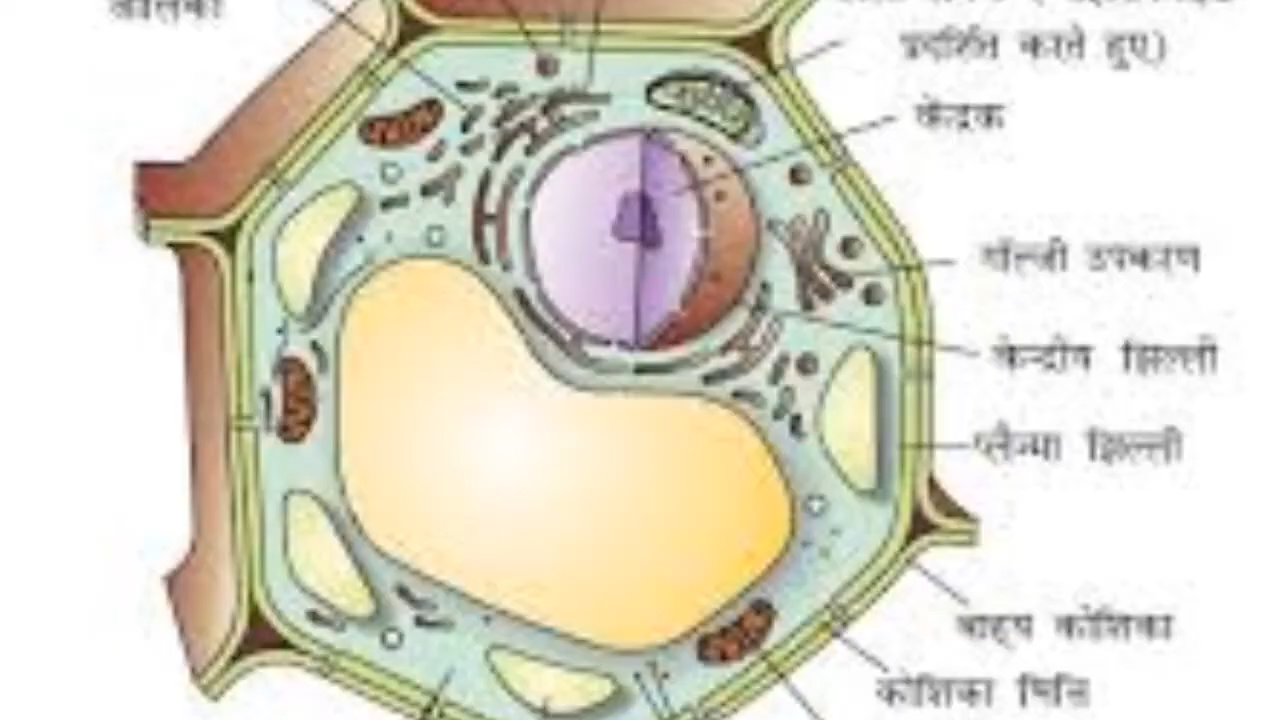 जालिका
प्रदर्शित करते हुए)
केंद्रक
गॉल्जी उपकरण
केन्द्रीय झिल्ली
प्लैज्मा झिल्ली
बाह्य कोशिका
कोशिका भित्ति